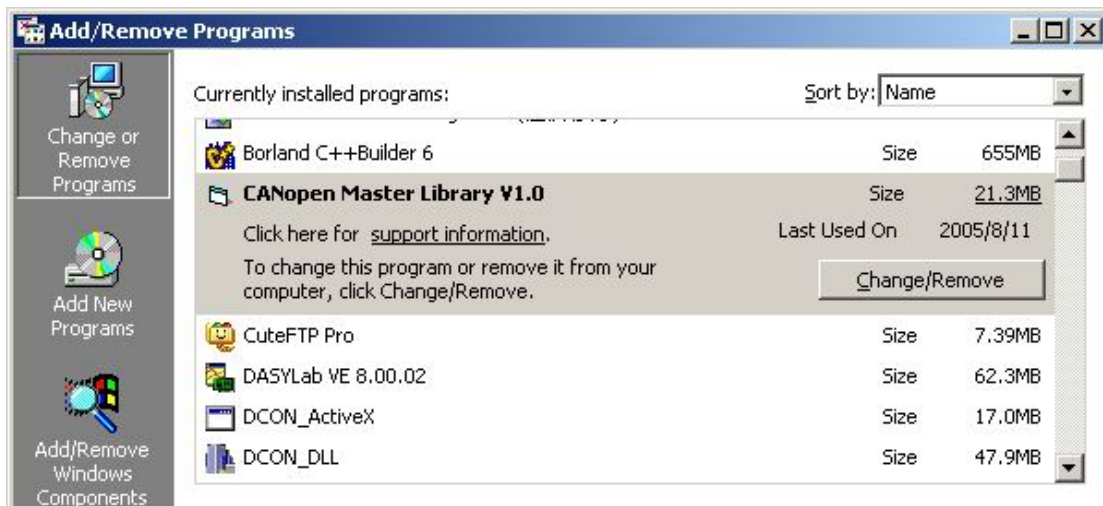 Add/Remove Programs
Change or
Remove
Programs
Add New
Programs
Add/Remove
Windows
Components
Currently installed programs:
Sort by: Name
Borland C++Builder 6 Size 655MB
CANopen Master Library V1.0 Size 21.3MB
Click here for support information. Last Used On 2005/8/11
To change this program or remove it from your
computer, click Change/Remove.
Change/Remove
CuteFTP Pro Size 7.39MB
DASYLab VE 8.00.02 Size 62.3MB
DCON_ActiveX Size 17.0MB
DCON_DLL Size 47.9MB